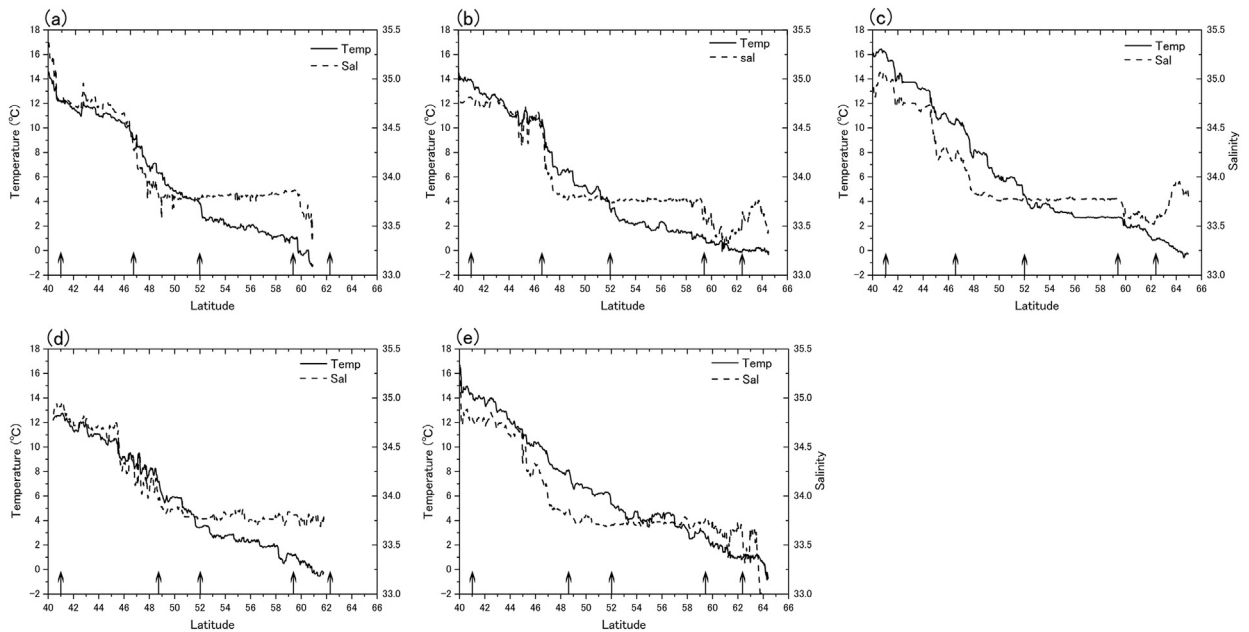 (a)
18
16
14
12
10
8
6
4
2
0
−2
Temperature (℃)
40 42 44 46 48 50 52 54 56 58 60 62 64 66
Latitude
35.5
35.0
34.5
34.0
33.5
33.0
Temp
Sal
(b)
18
16
14
12
10
8
6
4
2
0
−2
Temperature (℃)
40 42 44 46 48 50 52 54 56 58 60 62 64 66
Latitude
35.5
35.0
34.5
34.0
33.5
33.0
Temp
sal
(c)
18
16
14
12
10
8
6
4
2
0
−2
Temperature (℃)
40 42 44 46 48 50 52 54 56 58 60 62 64 66
Latitude
35.5
35.0
34.5
34.0
33.5
33.0
Salinity
Temp
Sal
(d)
18
16
14
12
10
8
6
4
2
0
−2
Temperature (℃)
40 42 44 46 48 50 52 54 56 58 60 62 64 66
Latitude
35.5
35.0
34.5
34.0
33.5
33.0
Temp
Sal
(e)
18
16
14
12
10
8
6
4
2
0
−2
Temperature (℃)
40 42 44 46 48 50 52 54 56 58 60 62 64 66
Latitude
35.5
35.0
34.5
34.0
33.5
33.0
Salinity
Temp
Sal